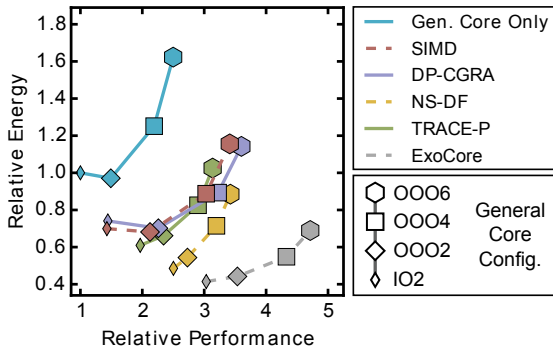 Relative Energy
1.8
1.6
1.4
1.2
1.0
0.8
0.6
0.4
1 2 3 4 5
Relative Performance
Gen. Core Only
SIMD
DP-CGRA
NS-DF
TRACE-P
ExoCore
OOO6
OOO4
OOO2
IO2
General
Core
Config.